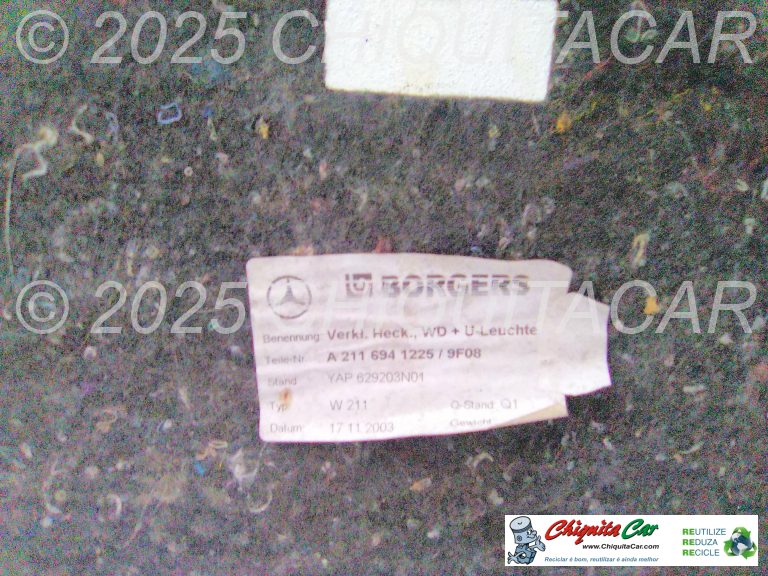 © 2025 CHIQUITACAR
BORGERS
© 2025 CHIQUITACAR
Benennung: Verkl. Heck., WD + U-Leuchte
Teile-Nr. A 211 694 1225 / 9F08
Stand YAP 629203N01
Typ: W 211 Q-Stand: Q1
Datum: 17.11.2003 Gewicht
Chiquita Car
www.ChiquitaCar.com
Reciclar é bom, reutilizar é ainda melhor
REUTILIZE
REDUZA
RECICLE